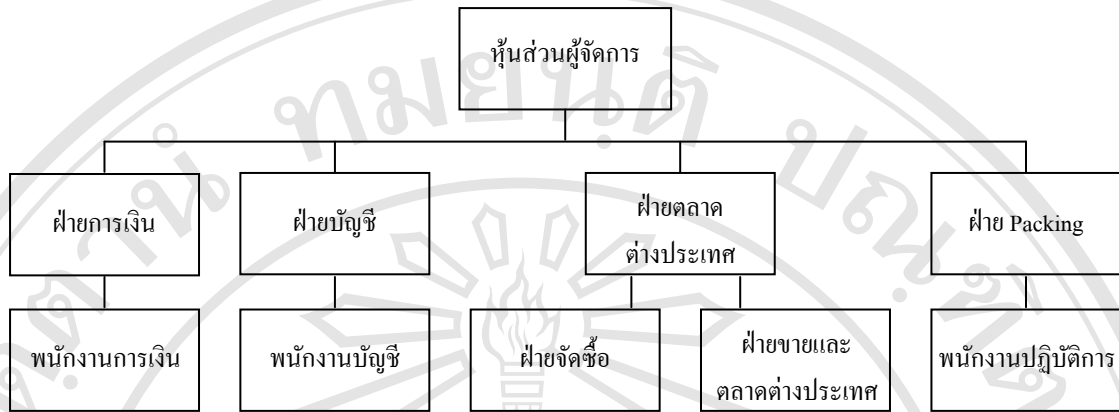 หุ้นส่วนผู้จัดการ
ฝ่ายการเงิน
ฝ่ายบัญชี
ฝ่ายตลาด
ต่างประเทศ
ฝ่าย Packing
พนักงานการเงิน
พนักงานบัญชี
ฝ่ายจัดซื้อ
ฝ่ายขายและ
ตลาดต่างประเทศ
พนักงานปฏิบัติการ